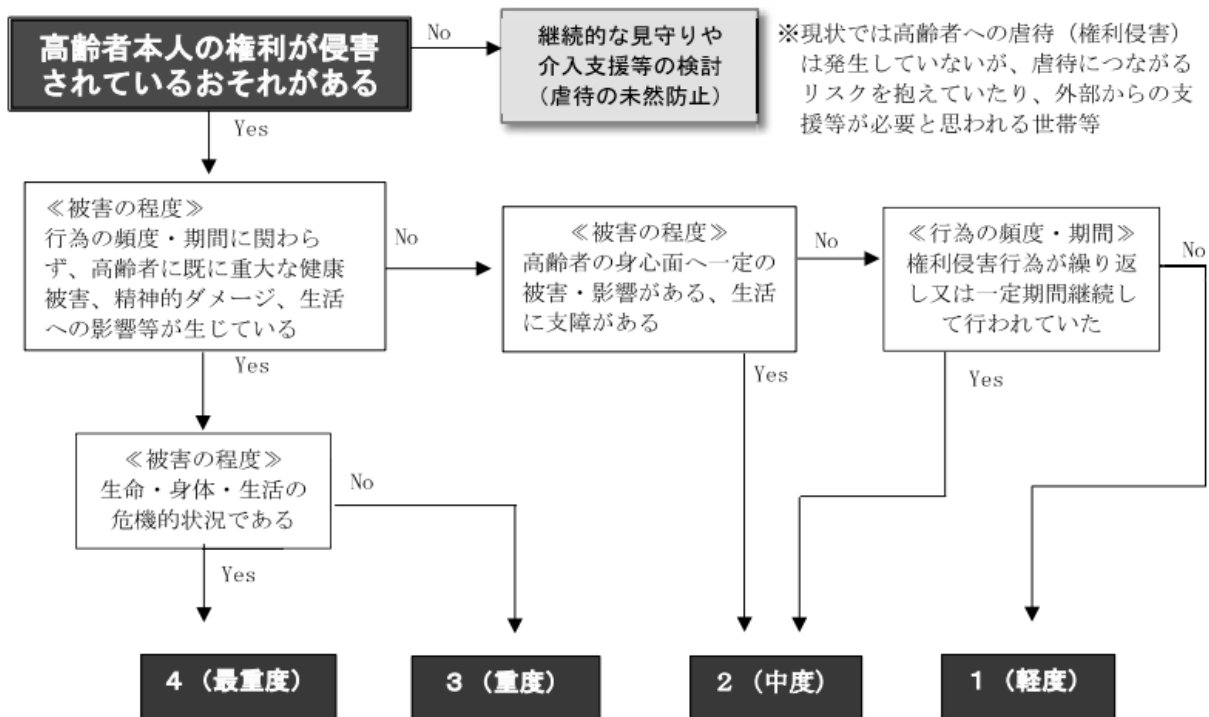 高齢者本人の権利が侵害
されているおそれがある
No
継続的な見守りや
介入支援等の検討
（虐待の未然防止）
※現状では高齢者への虐待（権利侵害）
は発生していないが、虐待につながる
リスクを抱えていたり、外部からの支
援等が必要と思われる世帯等
Yes
≪被害の程度≫
行為の頻度・期間に関わら
ず、高齢者に既に重大な健康
被害、精神的ダメージ、生活
への影響等が生じている
No
≪被害の程度≫
高齢者の身心面へ一定の
被害・影響がある、生活
に支障がある
No
≪行為の頻度・期間≫
権利侵害行為が繰り返
し又は一定期間継続し
て行われていた
No
Yes
Yes
Yes
≪被害の程度≫
生命・身体・生活の
危機的状況である
No
Yes
4（最重度）
3（重度）
2（中度）
1（軽度）